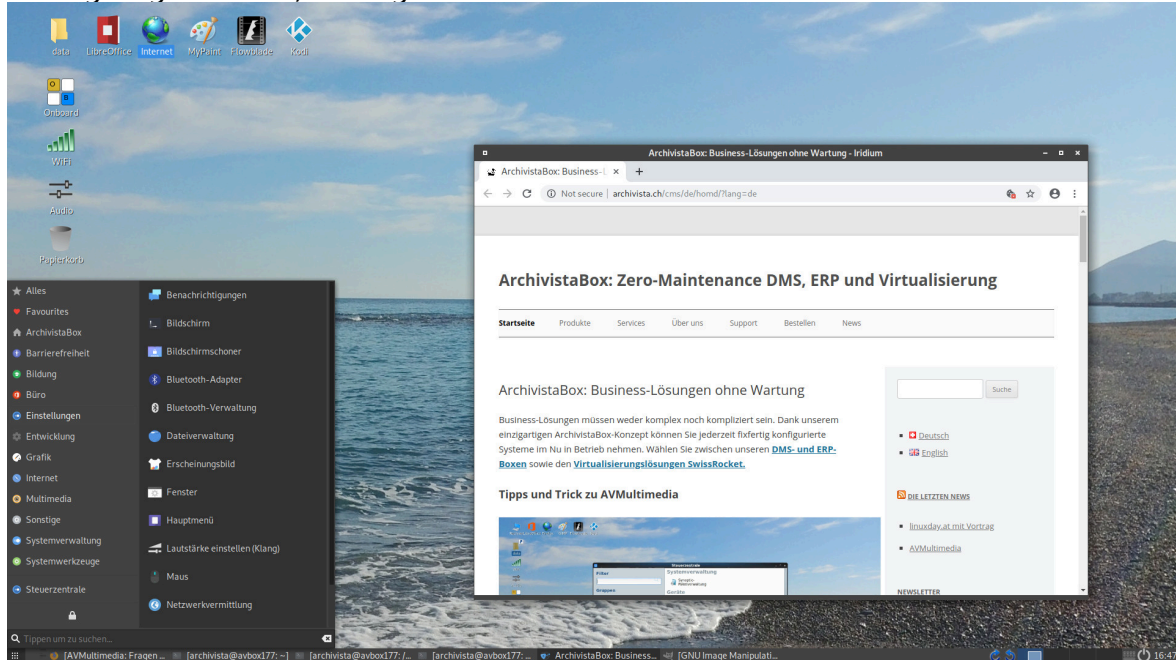 data LibreOffice Internet MyPaint Flowblade Kodi
Onboard
WiFi
Audio
Papierkorb
Alles
Favourites
ArchivistaBox
Barrierefreiheit
Bildung
Büro
Einstellungen
Entwicklung
Grafik
Internet
Multimedia
Sonstige
Systemverwaltung
Systemwerkzeuge
Steuerzentrale
Benachrichtigungen
Bildschirm
Bildschirmschoner
Bluetooth-Adapter
Bluetooth-Verwaltung
Dateiverwaltung
Erscheinungsbild
Fenster
Hauptmenü
Lautstärke einstellen (Klang)
Maus
Netzwerkvermittlung
Tippen um zu suchen...
ArchivistaBox: Business-Lösungen ohne Wartung - Iridium
ArchivistaBox: Business-L
Not secure | archivista.ch/cms/de/homd/?lang=de
ArchivistaBox: Zero-Maintenance DMS, ERP und Virtualisierung
Startseite Produkte Services Über uns Support Bestellen News
ArchivistaBox: Business-Lösungen ohne Wartung
Business-Lösungen müssen weder komplex noch kompliziert sein. Dank unserem
einzigartigen ArchivistaBox-Konzept können Sie jederzeit fixfertig konfigurierte
Systeme im Nu in Betrieb nehmen. Wählen Sie zwischen unseren DMS- und ERP-
Boxen sowie den Virtualisierungslösungen SwissRocket.
Tipps und Trick zu AVMultimedia
Steuerzentrale
Filter
Systemverwaltung
Gruppen
Geräte
Suche
Deutsch
English
DIE LETZTEN NEWS
linuxday.at mit Vortrag
AVMultimedia
NEWSLETTER
[AVMultimedia: Fragen ... [archivista@avbox177: ~] [archivista@avbox177: /... [archivista@avbox177: ... ArchivistaBox: Business... [GNU Image Manipulati... 16:47